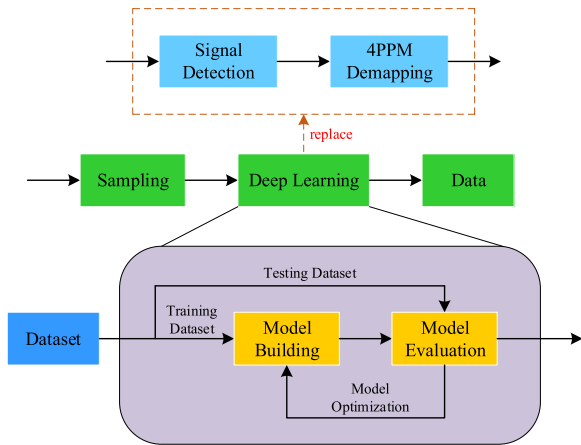 Signal
Detection
4PPM
Demapping
replace
Sampling
Deep Learning
Data
Testing Dataset
Training
Dataset
Dataset
Model
Building
Model
Evaluation
Model
Optimization